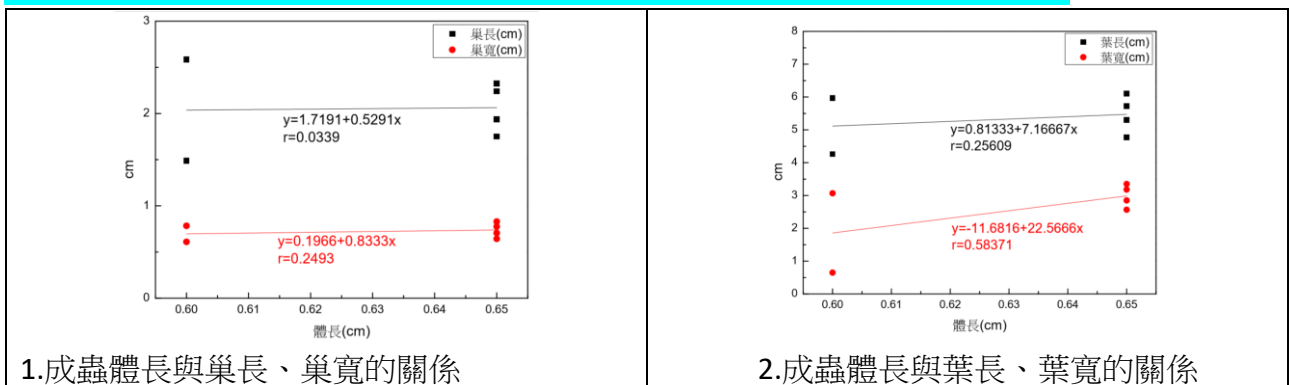 3
2
1
0
cm
■ 巢長(cm)
● 巢寬(cm)
y=1.7191+0.5291x
r=0.0339
y=0.1966+0.8333x
r=0.2493
0.60 0.61 0.62 0.63 0.64 0.65
體長(cm)
1.成蟲體長與巢長、巢寬的關係
8
7
6
5
4
3
2
1
0
cm
■ 葉長(cm)
● 葉寬(cm)
y=0.81333+7.16667x
r=0.25609
y=-11.6816+22.5666x
r=0.58371
0.60 0.61 0.62 0.63 0.64 0.65
體長(cm)
2.成蟲體長與葉長、葉寬的關係